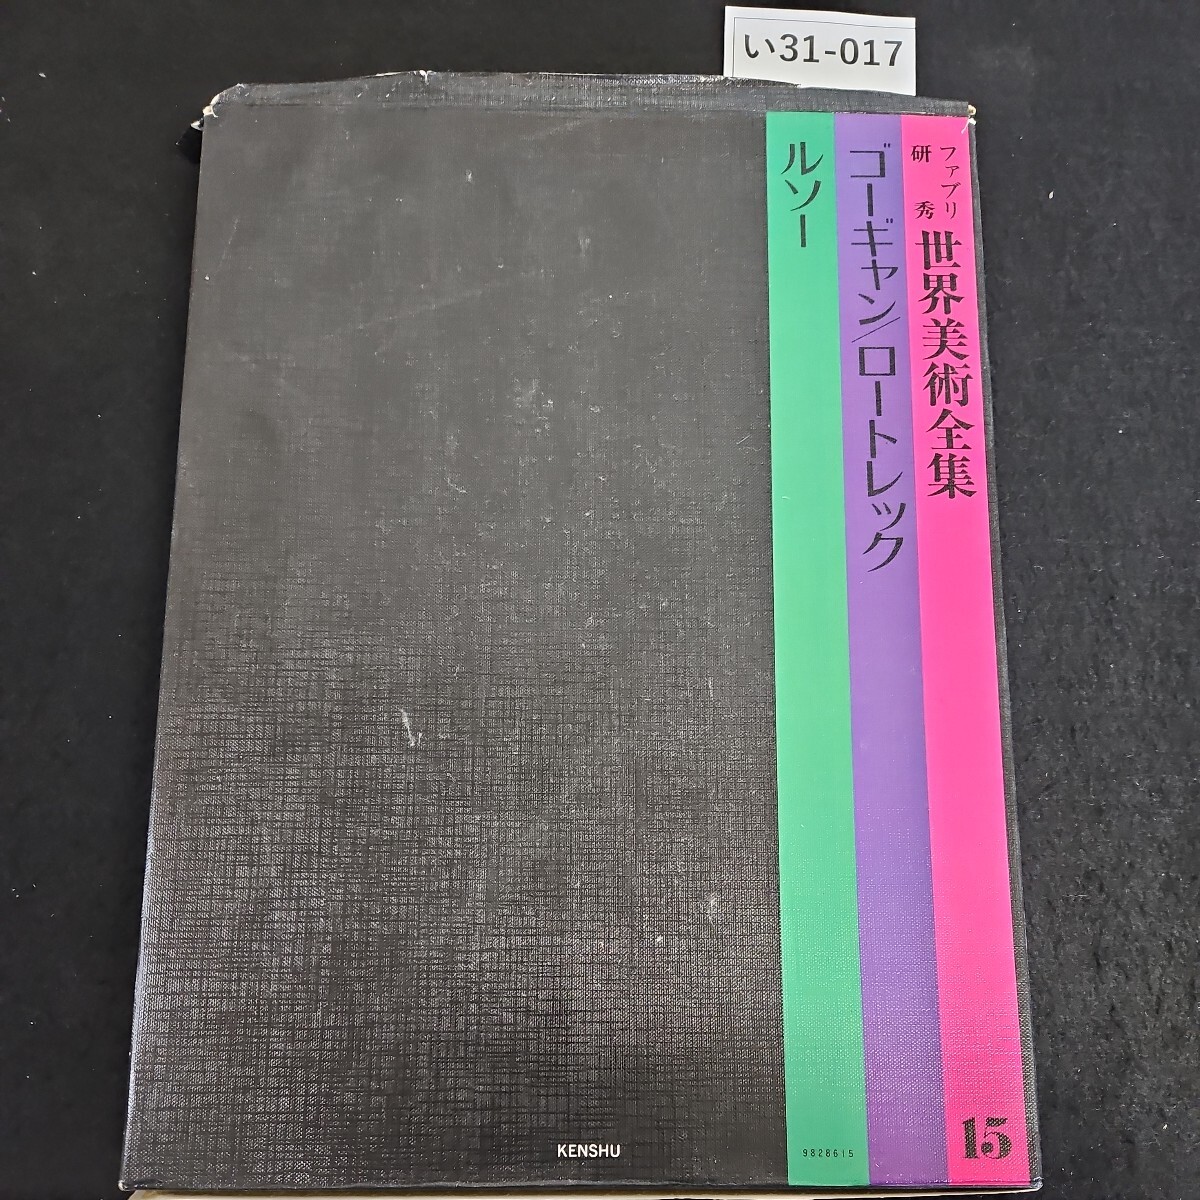 い31-017
ファブリ
研秀
世界美術全集
ゴーギャン/ロートレック
ルソー
15
9828615
KENSHU